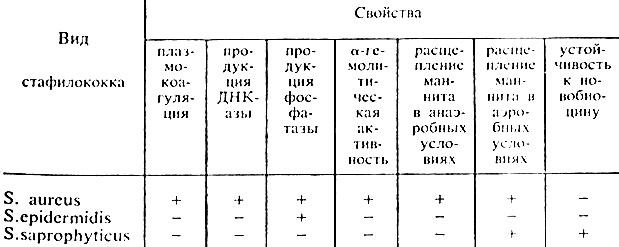 Свойства
Вид стафилококка
плаз- мо- коа- гуля- ция
про- дук- ция ДНК- азы
про- дук- ция фос- фа- тазы
α-ге- моли- ти- чес- кая ак- тив- ность
расще- пление ман- нита в анаэ- робных усло- виях
расще- пление ман- нита в аэро- бных усло- виях
устой- чивость к но- вобио- цину
S. aureus + + + + + + –
S.epidermidis – – + – – – –
S.saprophyticus – – – – – + +